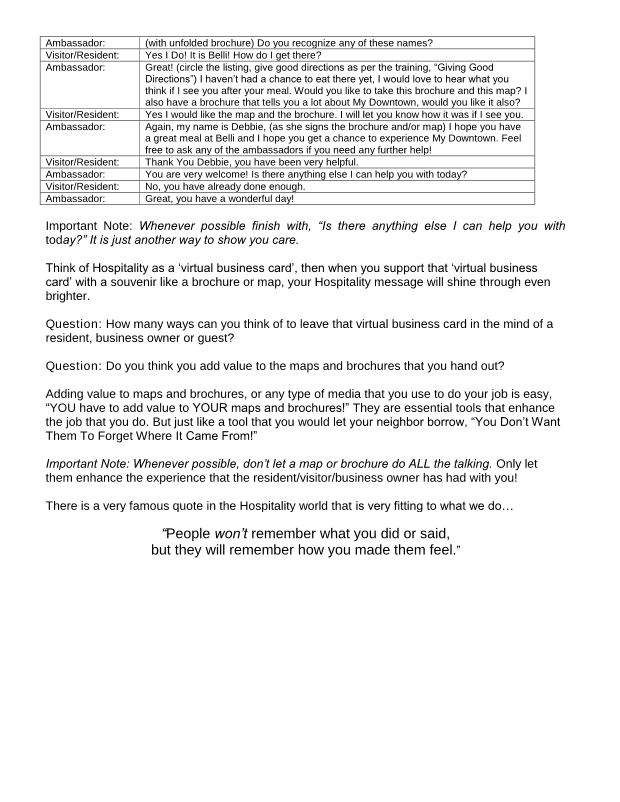 Ambassador: (with unfolded brochure) Do you recognize any of these names?
Visitor/Resident: Yes I Do! It is Belli! How do I get there?
Ambassador: Great! (circle the listing, give good directions as per the training, “Giving Good
Directions”) I haven’t had a chance to eat there yet, I would love to hear what you
think if I see you after your meal. Would you like to take this brochure and this map? I
also have a brochure that tells you a lot about My Downtown, would you like it also?
Visitor/Resident: Yes I would like the map and the brochure. I will let you know how it was if I see you.
Ambassador: Again, my name is Debbie, (as she signs the brochure and/or map) I hope you have
a great meal at Belli and I hope you get a chance to experience My Downtown. Feel
free to ask any of the ambassadors if you need any further help!
Visitor/Resident: Thank You Debbie, you have been very helpful.
Ambassador: You are very welcome! Is there anything else I can help you with today?
Visitor/Resident: No, you have already done enough.
Ambassador: Great, you have a wonderful day!
Important Note: Whenever possible finish with, “Is there anything else I can help you with
today?” It is just another way to show you care.
Think of Hospitality as a ‘virtual business card’, then when you support that ‘virtual business
card’ with a souvenir like a brochure or map, your Hospitality message will shine through even
brighter.
Question: How many ways can you think of to leave that virtual business card in the mind of a
resident, business owner or guest?
Question: Do you think you add value to the maps and brochures that you hand out?
Adding value to maps and brochures, or any type of media that you use to do your job is easy,
“YOU have to add value to YOUR maps and brochures!” They are essential tools that enhance
the job that you do. But just like a tool that you would let your neighbor borrow, “You Don’t Want
Them To Forget Where It Came From!”
Important Note: Whenever possible, don’t let a map or brochure do ALL the talking. Only let
them enhance the experience that the resident/visitor/business owner has had with you!
There is a very famous quote in the Hospitality world that is very fitting to what we do…
“People won’t remember what you did or said,
but they will remember how you made them feel.”